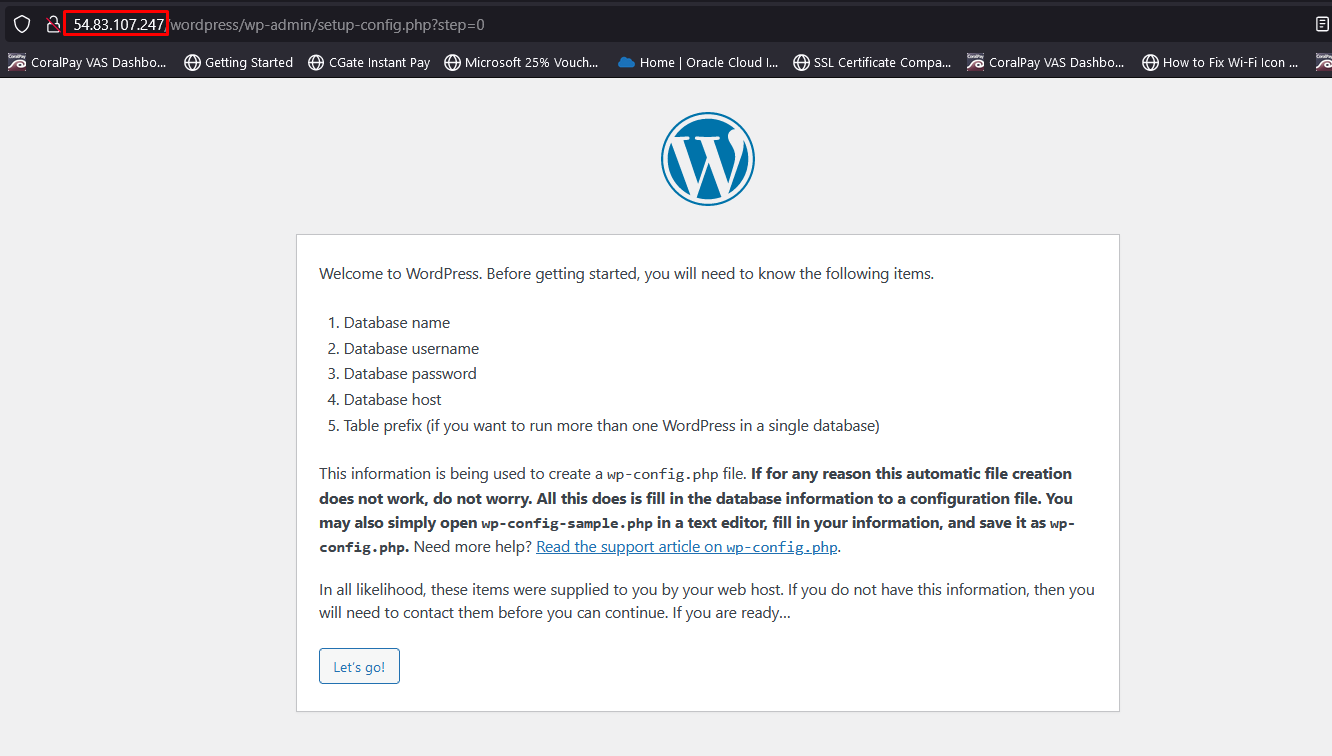 54.83.107.247/wordpress/wp-admin/setup-config.php?step=0
CoralPay VAS Dashbo... Getting Started CGate Instant Pay Microsoft 25% Vouch... Home | Oracle Cloud I... SSL Certificate Compa... CoralPay VAS Dashbo... How to Fix Wi-Fi Icon ...
W
Welcome to WordPress. Before getting started, you will need to know the following items.
1. Database name
2. Database username
3. Database password
4. Database host
5. Table prefix (if you want to run more than one WordPress in a single database)
This information is being used to create a wp-config.php file. If for any reason this automatic file creation
does not work, do not worry. All this does is fill in the database information to a configuration file. You
may also simply open wp-config-sample.php in a text editor, fill in your information, and save it as wp-
config.php. Need more help? Read the support article on wp-config.php.
In all likelihood, these items were supplied to you by your web host. If you do not have this information, then you
will need to contact them before you can continue. If you are ready...
Let's go!